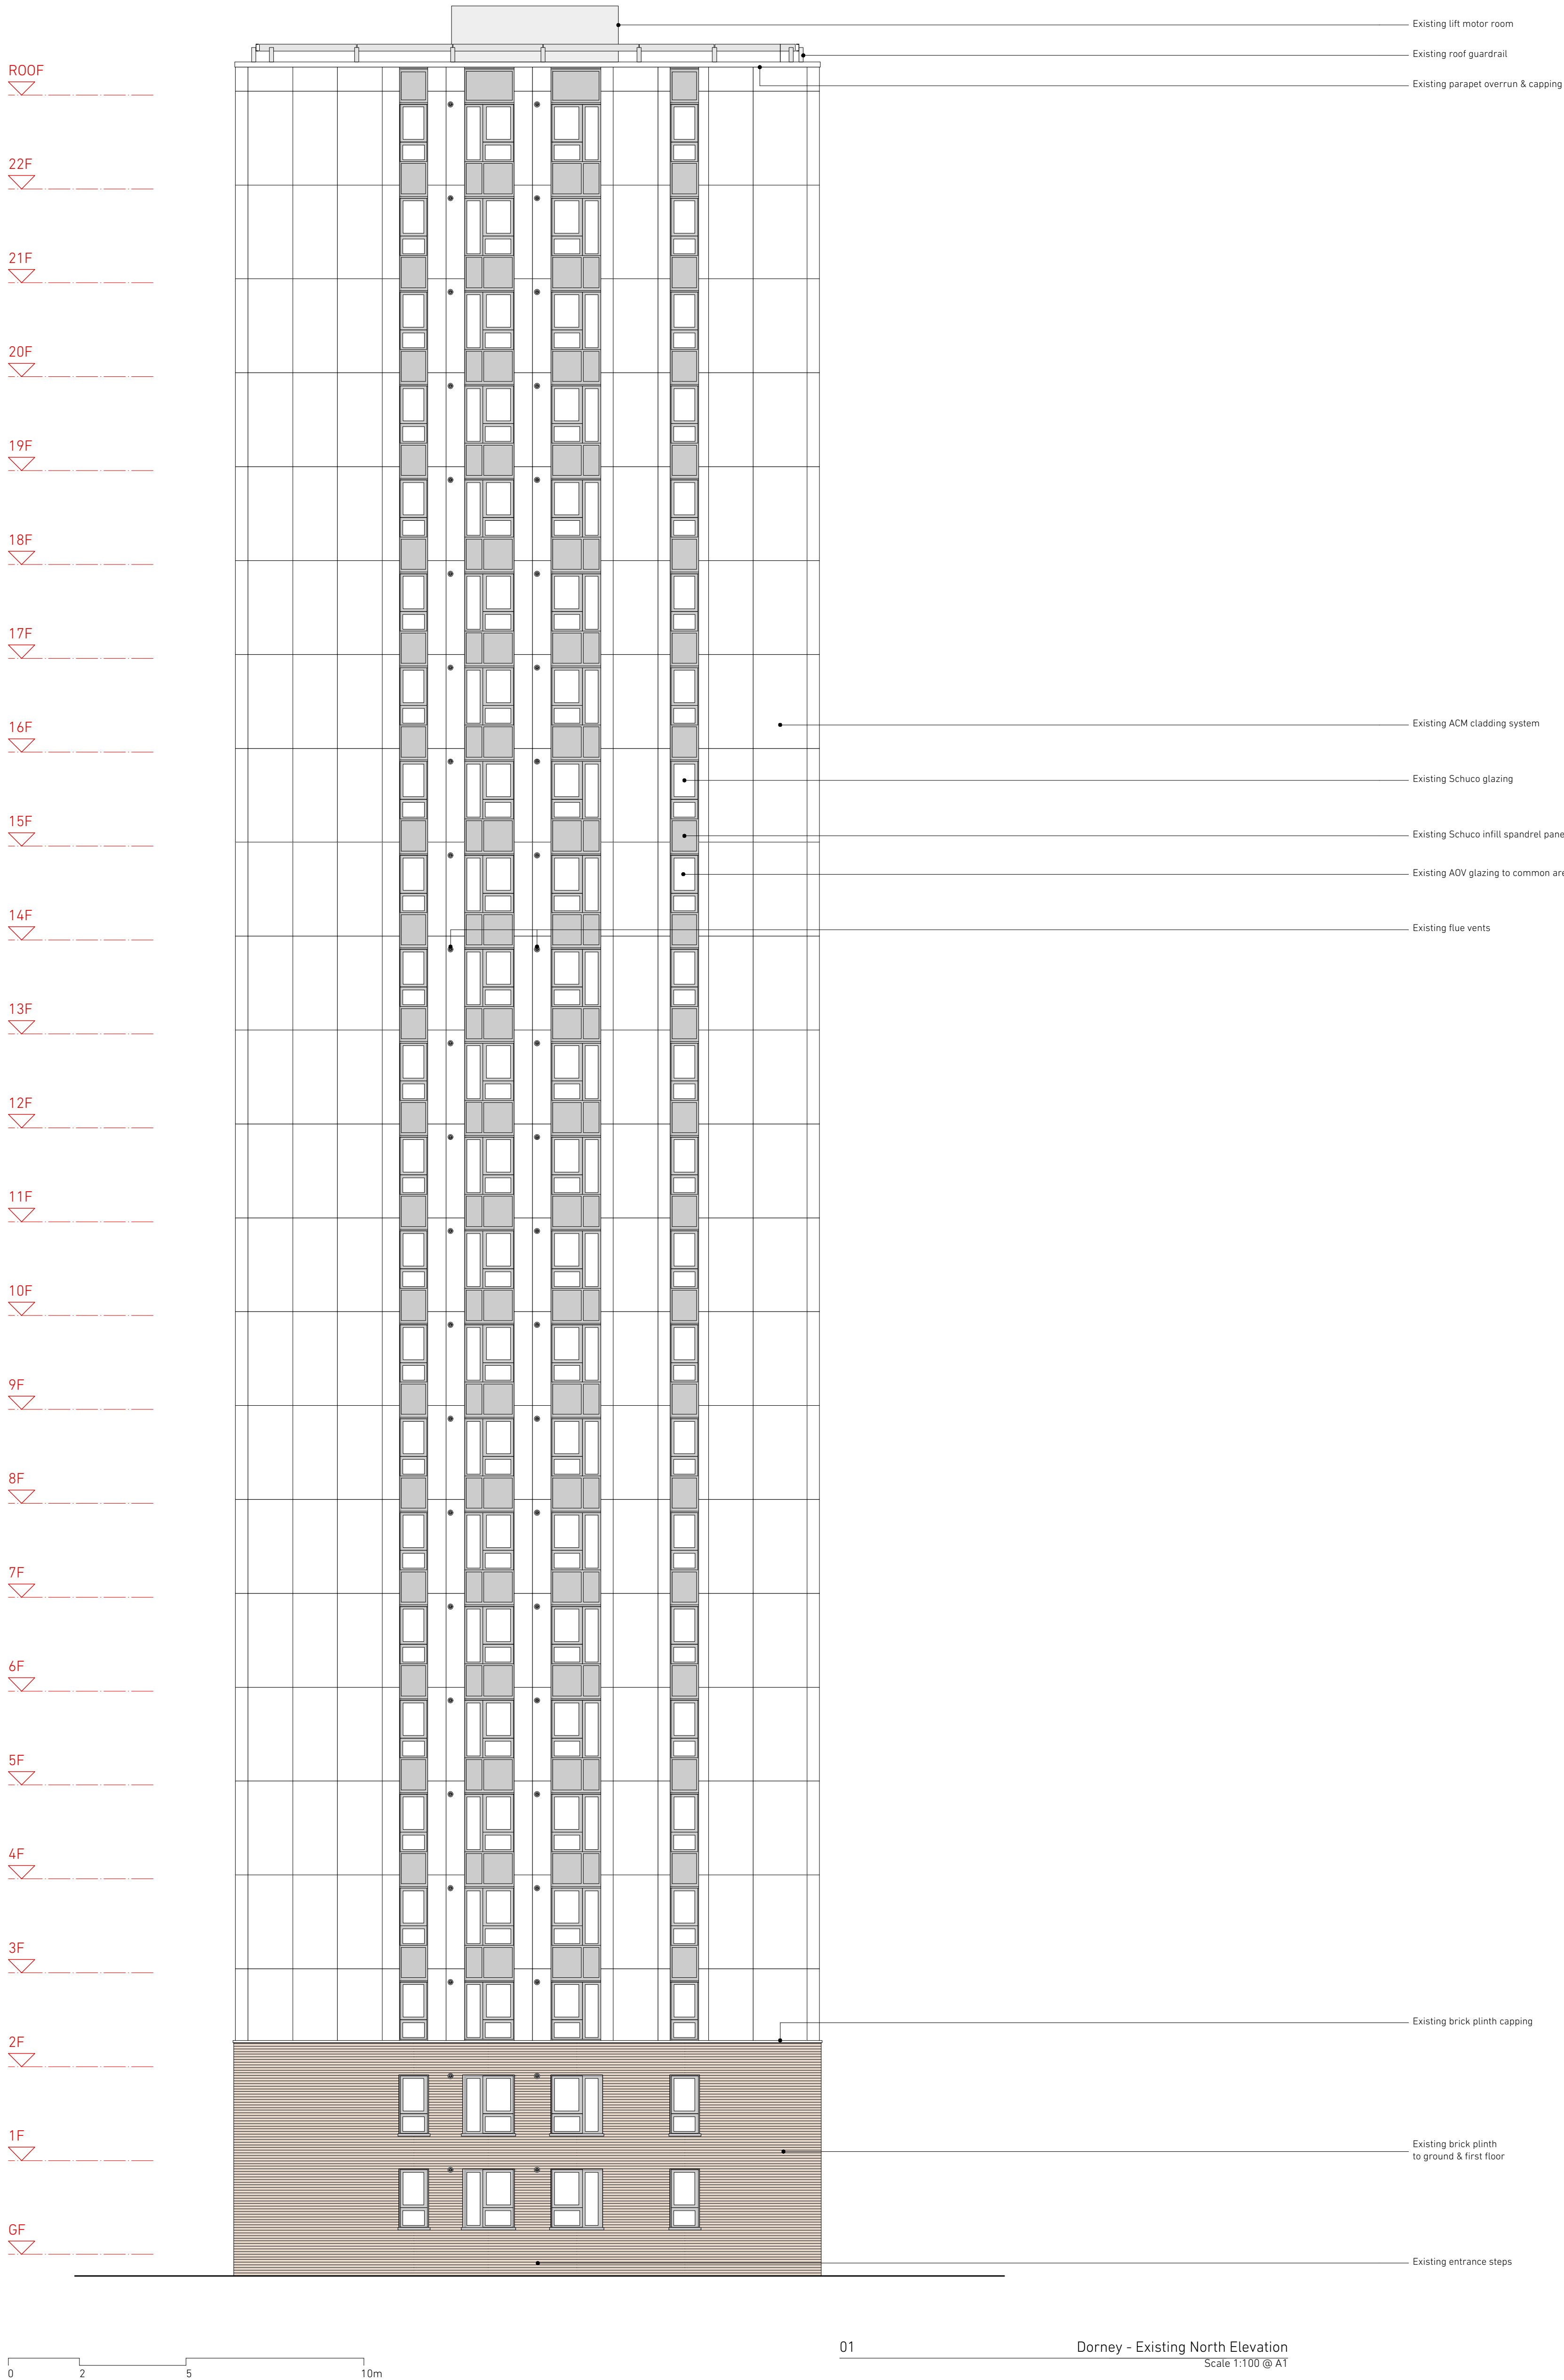 Existing lift motor room
Existing roof guardrail
ROOF
Existing parapet overrun & capping
22F
21F
20F
19F
18F
17F
16F
Existing ACM cladding system
Existing Schuco glazing
15F
Existing Schuco infill spandrel pane
Existing AOV glazing to common are
14F
Existing flue vents
13F
12F
11F
10F
9F
8F
7F
6F
5F
4F
3F
Existing brick plinth capping
2F
1F
Existing brick plinth
to ground & first floor
GF
Existing entrance steps
01 Dorney - Existing North Elevation
Scale 1:100 @ A1
0 2 5 10m